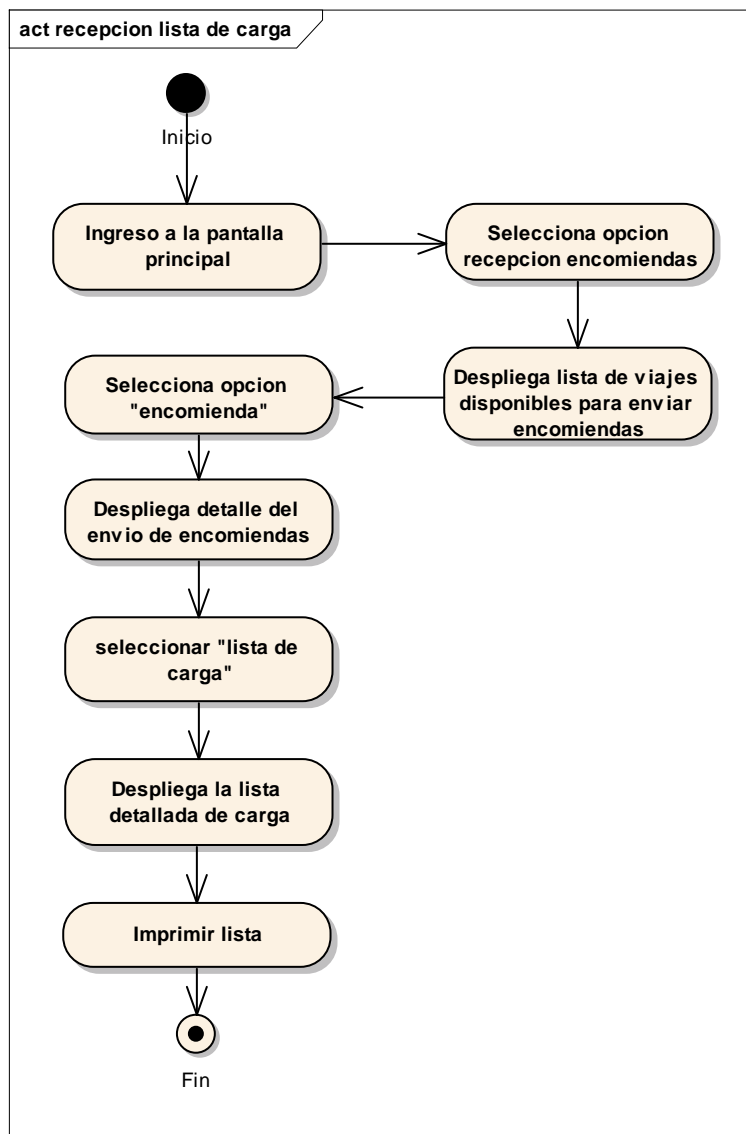 act recepcion lista de carga
Inicio
Ingreso a la pantalla
principal
Selecciona opcion
recepcion encomiendas
Despliega lista de viajes
disponibles para enviar
encomiendas
Selecciona opcion
"encomienda"
Despliega detalle del
envio de encomiendas
seleccionar "lista de
carga"
Despliega la lista
detallada de carga
Imprimir lista
Fin